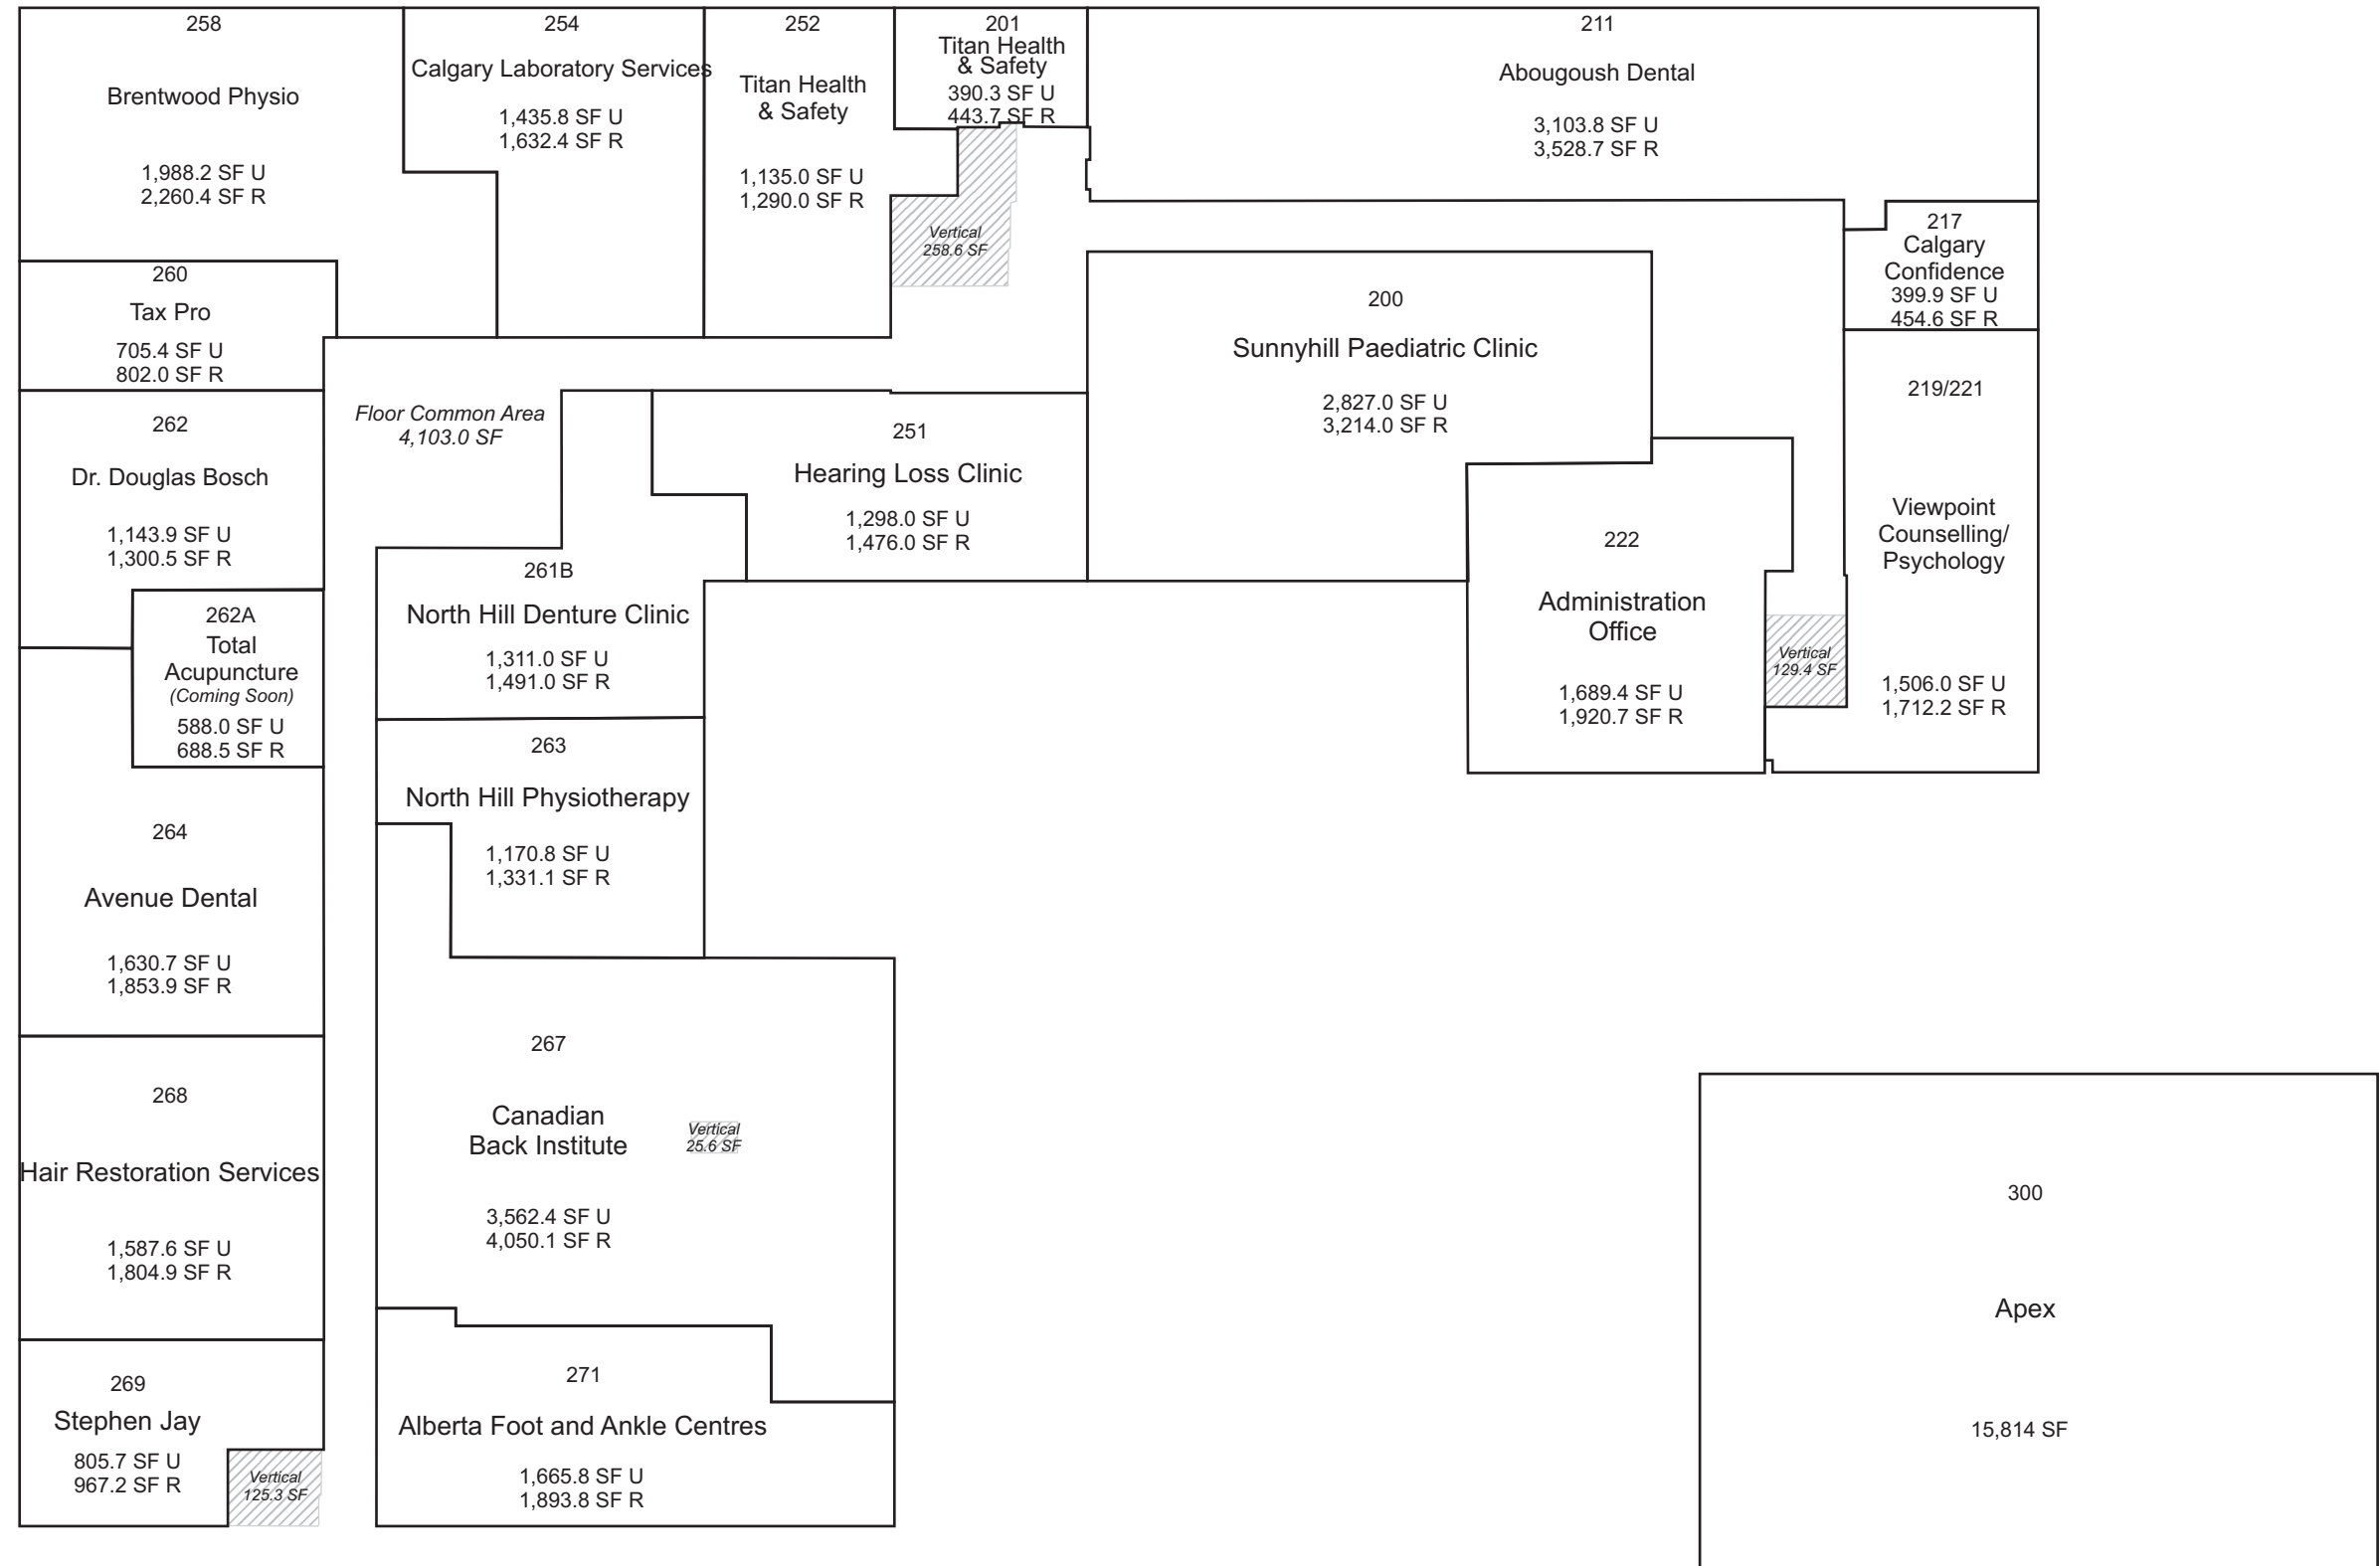 258
Brentwood Physio
1,988.2 SF U
2,260.4 SF R
254
Calgary Laboratory Services
1,435.8 SF U
1,632.4 SF R
252
Titan Health
& Safety
1,135.0 SF U
1,290.0 SF R
201
Titan Health
& Safety
390.3 SF U
443.7 SF R
211
Abougoush Dental
3,103.8 SF U
3,528.7 SF R
Vertical
258.6 SF
217
Calgary
Confidence
399.9 SF U
454.6 SF R
260
Tax Pro
705.4 SF U
802.0 SF R
200
Sunnyhill Paediatric Clinic
2,827.0 SF U
3,214.0 SF R
219/221
Viewpoint
Counselling/
Psychology
1,506.0 SF U
1,712.2 SF R
262
Dr. Douglas Bosch
1,143.9 SF U
1,300.5 SF R
Floor Common Area
4,103.0 SF
251
Hearing Loss Clinic
1,298.0 SF U
1,476.0 SF R
222
Administration
Office
1,689.4 SF U
1,920.7 SF R
Vertical
129.4 SF
261B
North Hill Denture Clinic
1,311.0 SF U
1,491.0 SF R
262A
Total
Acupuncture
(Coming Soon)
588.0 SF U
688.5 SF R
263
North Hill Physiotherapy
1,170.8 SF U
1,331.1 SF R
264
Avenue Dental
1,630.7 SF U
1,853.9 SF R
267
Canadian
Back Institute
3,562.4 SF U
4,050.1 SF R
Vertical
25.6 SF
268
Hair Restoration Services
1,587.6 SF U
1,804.9 SF R
300
Apex
15,814 SF
269
Stephen Jay
805.7 SF U
967.2 SF R
Vertical
125.3 SF
271
Alberta Foot and Ankle Centres
1,665.8 SF U
1,893.8 SF R